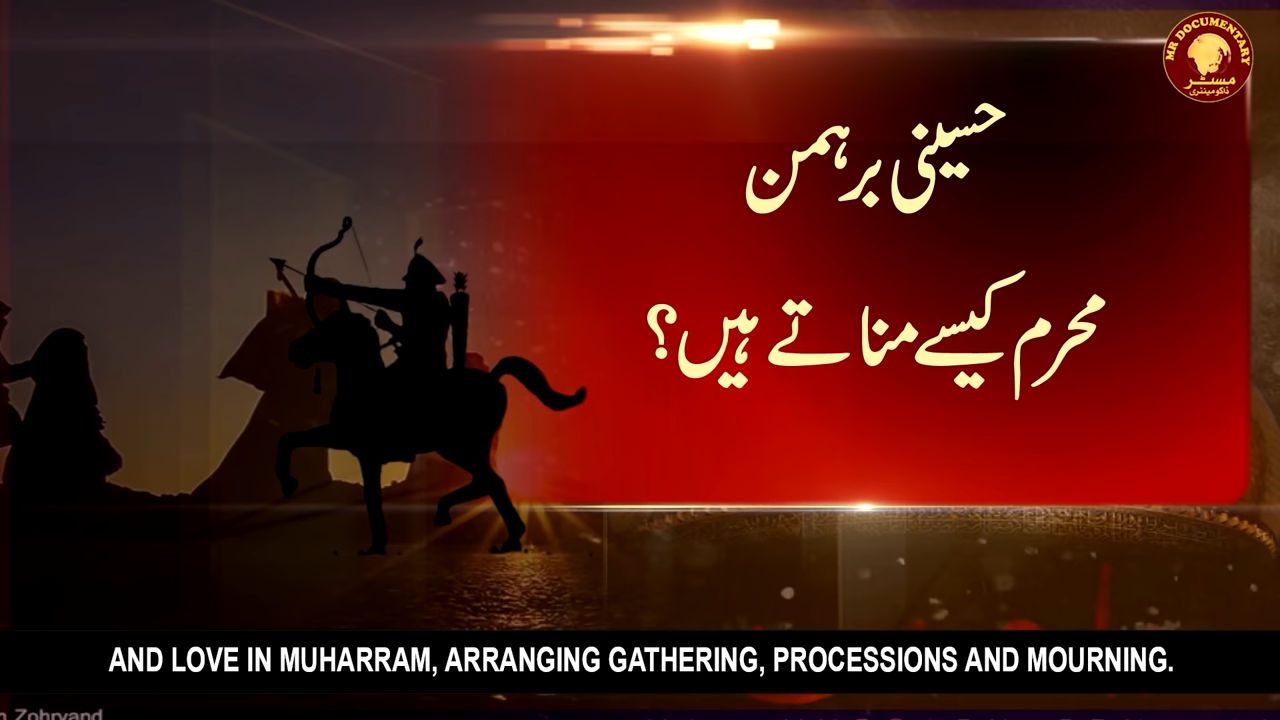 MR DOCUMENTARY
مسٹر
ڈاکومینٹری
حسینی برہمن
محرم کیسے مناتے ہیں؟
AND LOVE IN MUHARRAM, ARRANGING GATHERING, PROCESSIONS AND MOURNING.
Zohryand